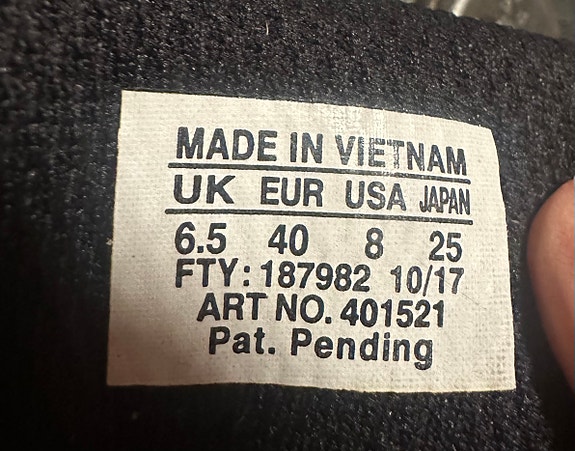 MADE IN VIETNAM
UK EUR USA JAPAN
6.5 40 8 25
FTY: 187982 10/17
ART NO. 401521
Pat. Pending